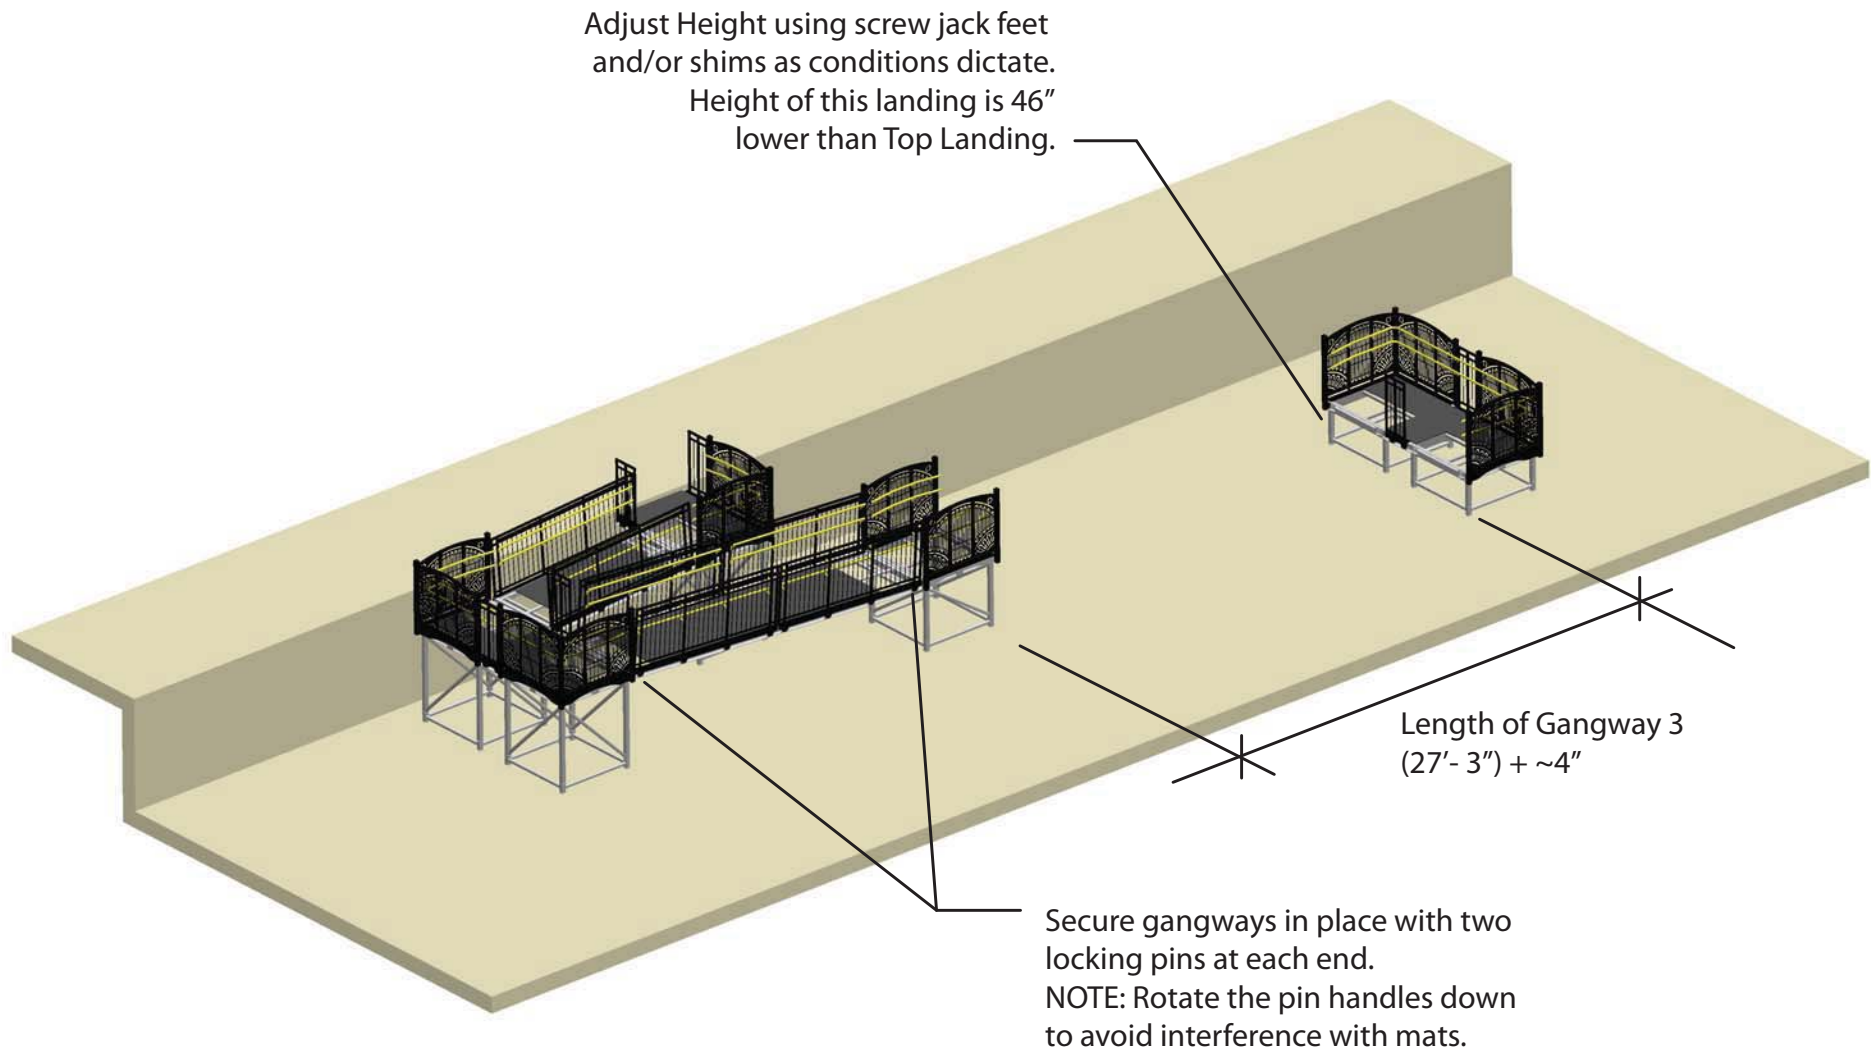 Adjust Height using screw jack feet
and/or shims as conditions dictate.
Height of this landing is 46”
lower than Top Landing.
Length of Gangway 3
(27’- 3”) + ~4”
Secure gangways in place with two
locking pins at each end.
NOTE: Rotate the pin handles down
to avoid interference with mats.